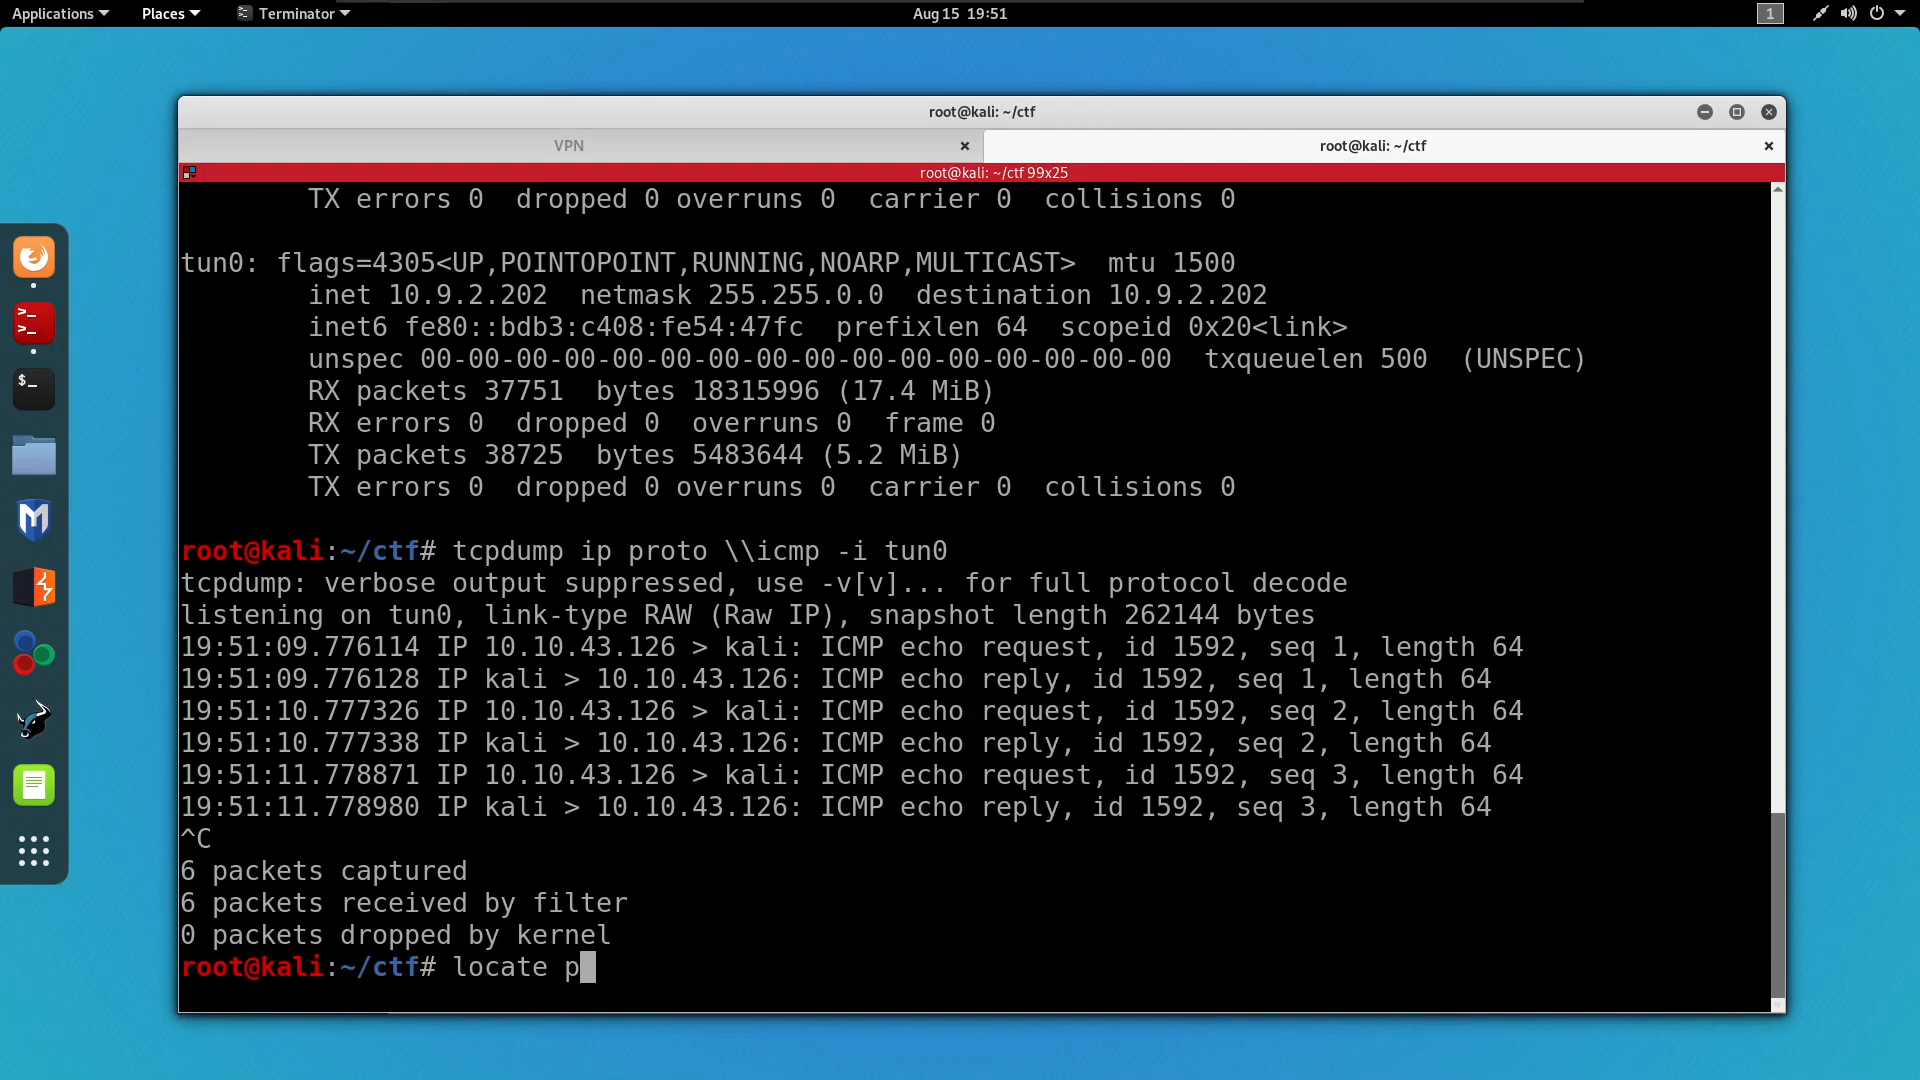 Applications Places Terminator Aug 15 19:51 1
root@kali: ~/ctf
VPN root@kali: ~/ctf
root@kali: ~/ctf 99x25
TX errors 0 dropped 0 overruns 0 carrier 0 collisions 0
tun0: flags=4305<UP,POINTOPOINT,RUNNING,NOARP,MULTICAST> mtu 1500
inet 10.9.2.202 netmask 255.255.0.0 destination 10.9.2.202
inet6 fe80::bdb3:c408:fe54:47fc prefixlen 64 scopeid 0x20<link>
unspec 00-00-00-00-00-00-00-00-00-00-00-00-00-00-00-00 txqueuelen 500 (UNSPEC)
RX packets 37751 bytes 18315996 (17.4 MiB)
RX errors 0 dropped 0 overruns 0 frame 0
TX packets 38725 bytes 5483644 (5.2 MiB)
TX errors 0 dropped 0 overruns 0 carrier 0 collisions 0
root@kali:~/ctf# tcpdump ip proto \\icmp -i tun0
tcpdump: verbose output suppressed, use -v[v]... for full protocol decode
listening on tun0, link-type RAW (Raw IP), snapshot length 262144 bytes
19:51:09.776114 IP 10.10.43.126 > kali: ICMP echo request, id 1592, seq 1, length 64
19:51:09.776128 IP kali > 10.10.43.126: ICMP echo reply, id 1592, seq 1, length 64
19:51:10.777326 IP 10.10.43.126 > kali: ICMP echo request, id 1592, seq 2, length 64
19:51:10.777338 IP kali > 10.10.43.126: ICMP echo reply, id 1592, seq 2, length 64
19:51:11.778871 IP 10.10.43.126 > kali: ICMP echo request, id 1592, seq 3, length 64
19:51:11.778980 IP kali > 10.10.43.126: ICMP echo reply, id 1592, seq 3, length 64
^C
6 packets captured
6 packets received by filter
0 packets dropped by kernel
root@kali:~/ctf# locate p